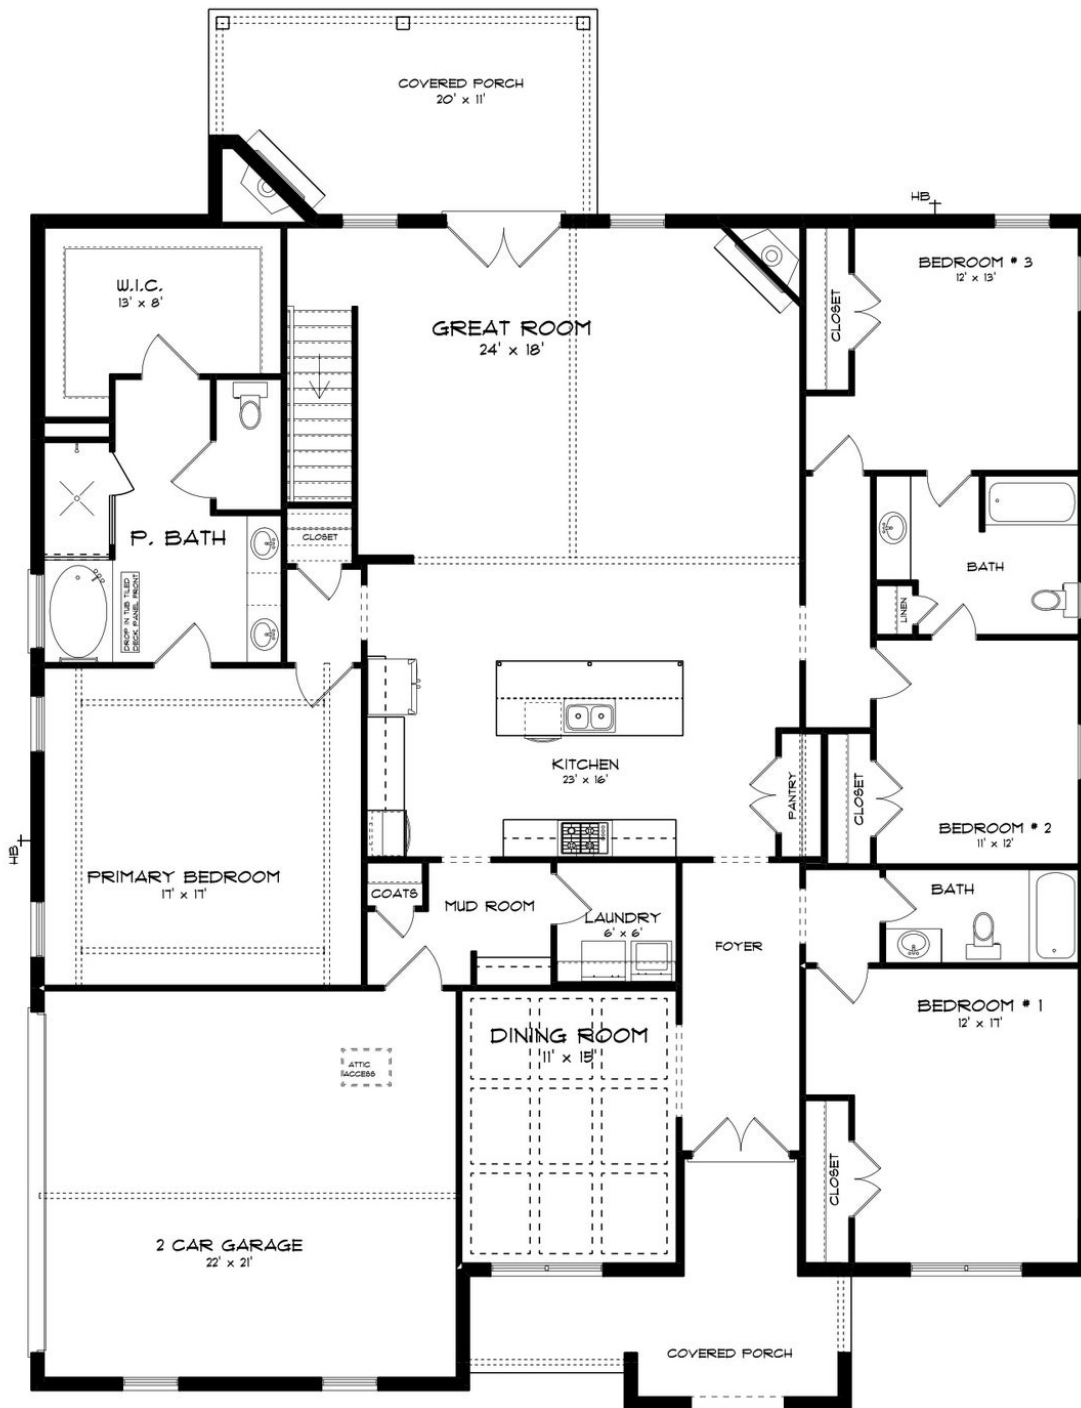 COVERED PORCH
20' x 11'
HB
W.I.C.
13' x 8'
GREAT ROOM
24' x 18'
CLOSET
BEDROOM # 3
12' x 13'
P. BATH
DROP IN TUB TILED
DECK PANEL FRONT
CLOSET
BATH
LINEN
KITCHEN
23' x 16'
PANTRY
CLOSET
BEDROOM # 2
11' x 12'
HB
PRIMARY BEDROOM
17' x 17'
COATS
MUD ROOM
LAUNDRY
6' x 6'
FOYER
BATH
BEDROOM # 1
12' x 17'
DINING ROOM
11' x 15'
ATTIC
ACCESS
CLOSET
2 CAR GARAGE
22' x 21'
COVERED PORCH